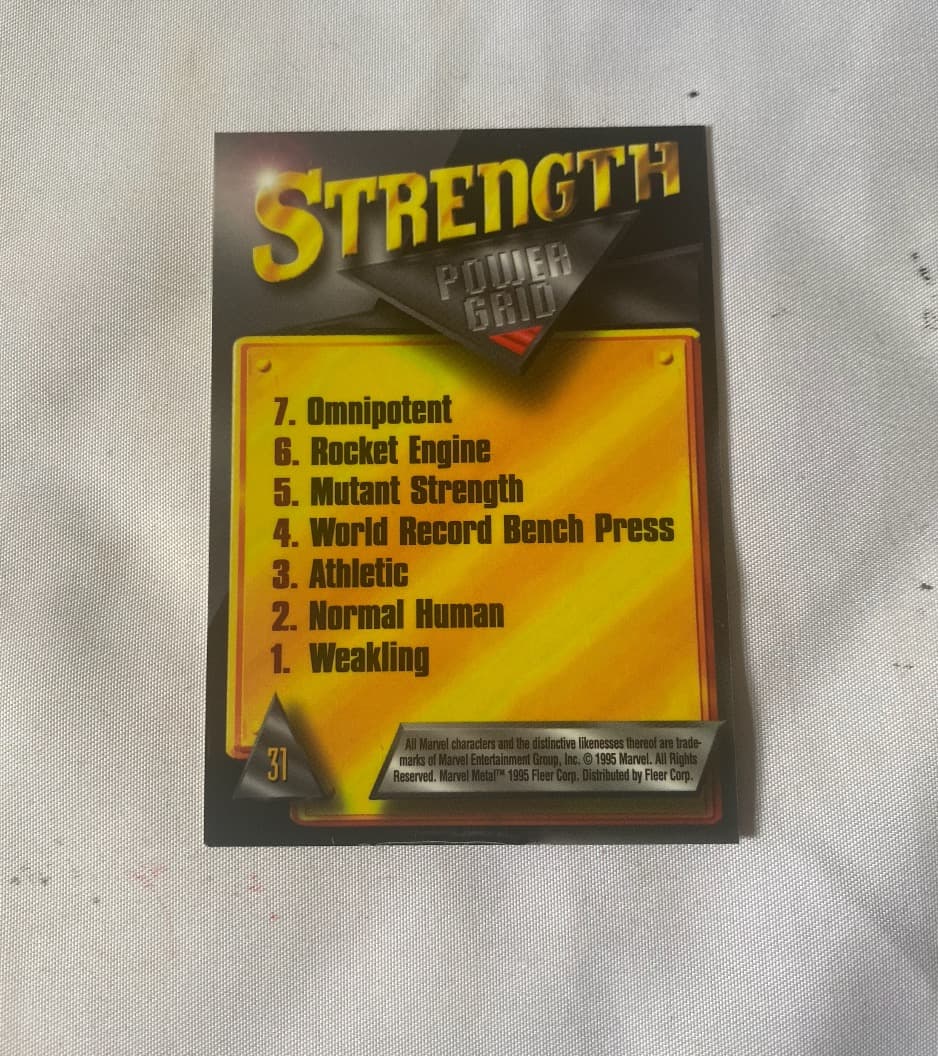 STRENGTH
POWER
GRID
7. Omnipotent
6. Rocket Engine
5. Mutant Strength
4. World Record Bench Press
3. Athletic
2. Normal Human
1. Weakling
31
All Marvel characters and the distinctive likenesses thereof are trade-
marks of Marvel Entertainment Group, Inc. © 1995 Marvel. All Rights
Reserved. Marvel Metal™ 1995 Fleer Corp. Distributed by Fleer Corp.